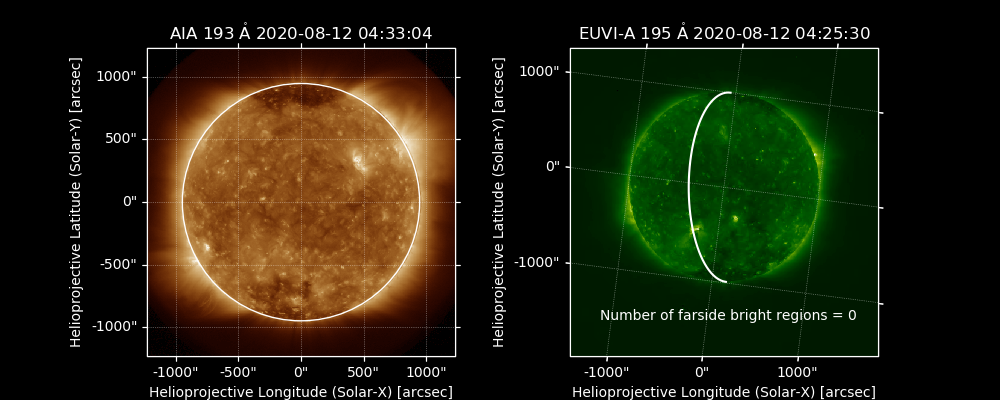 AIA 193 Å 2020-08-12 04:33:04
1000"
500"
0"
-500"
-1000"
-1000" -500" 0" 500" 1000"
Helioprojective Latitude (Solar-Y) [arcsec]
Helioprojective Longitude (Solar-X) [arcsec]
EUVI-A 195 Å 2020-08-12 04:25:30
1000"
0"
-1000"
Number of farside bright regions = 0
-1000" 0" 1000"
Helioprojective Latitude (Solar-Y) [arcsec]
Helioprojective Longitude (Solar-X) [arcsec]